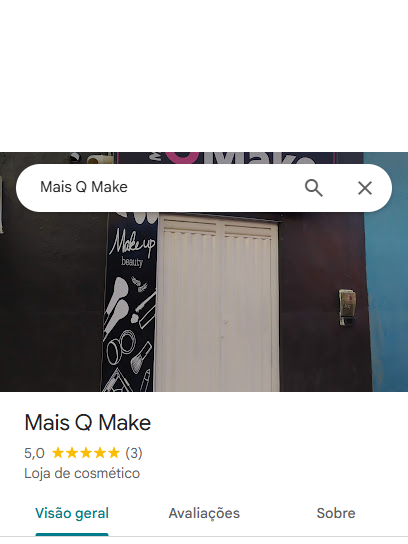 Q Make
Mais Q Make
Makeup
beauty
Mais Q Make
5,0 (3)
Loja de cosmético
Visão geral
Avaliações
Sobre